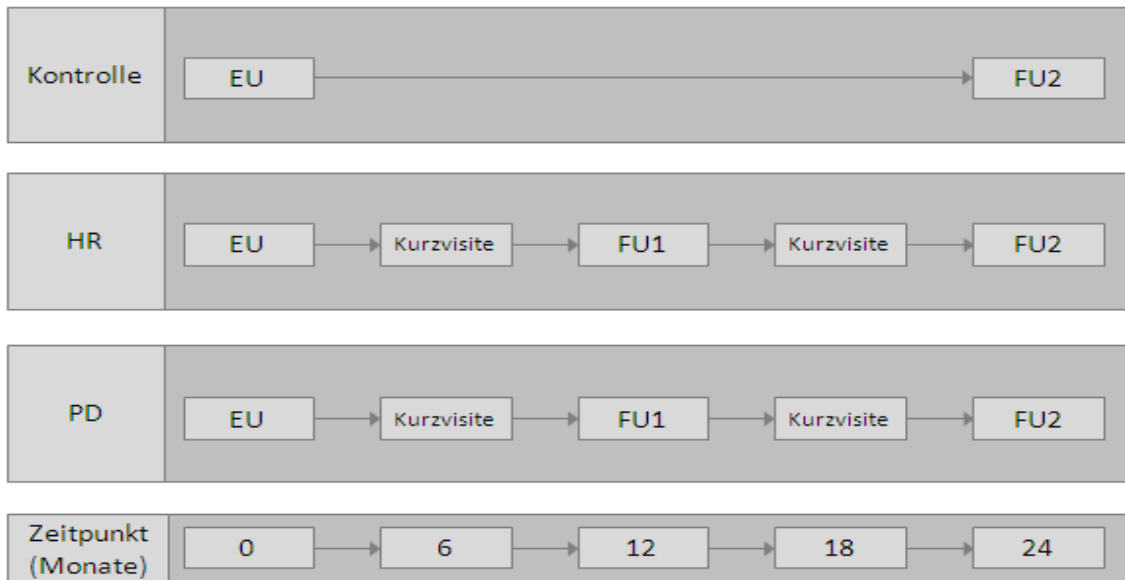 Kontrolle EU FU2
HR EU Kurzvisite FU1 Kurzvisite FU2
PD EU Kurzvisite FU1 Kurzvisite FU2
Zeitpunkt
(Monate) 0 6 12 18 24